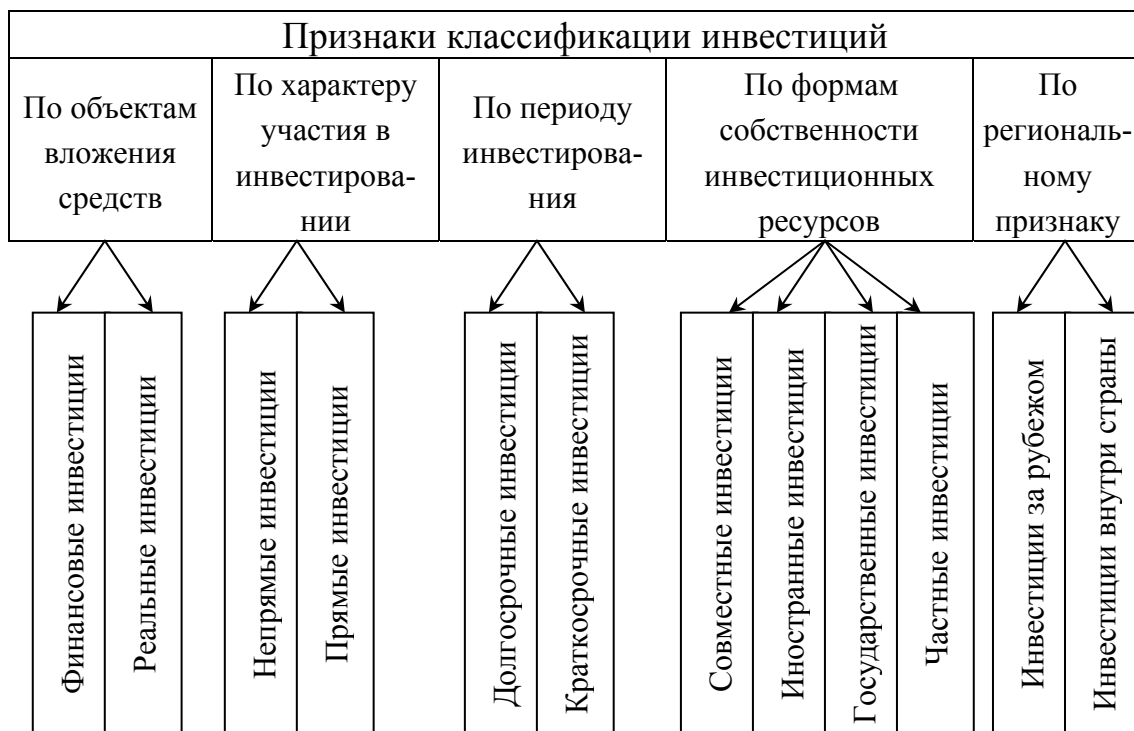 Признаки классификации инвестиций
По объектам
вложения
средств
По характеру
участия в
инвестирова-
нии
По периоду
инвестирова-
ния
По формам
собственности
инвестиционных
ресурсов
По
региональ-
ному
признаку
Финансовые инвестиции
Реальные инвестиции
Непрямые инвестиции
Прямые инвестиции
Долгосрочные инвестиции
Краткосрочные инвестиции
Совместные инвестиции
Иностранные инвестиции
Государственные инвестиции
Частные инвестиции
Инвестиции за рубежом
Инвестиции внутри страны